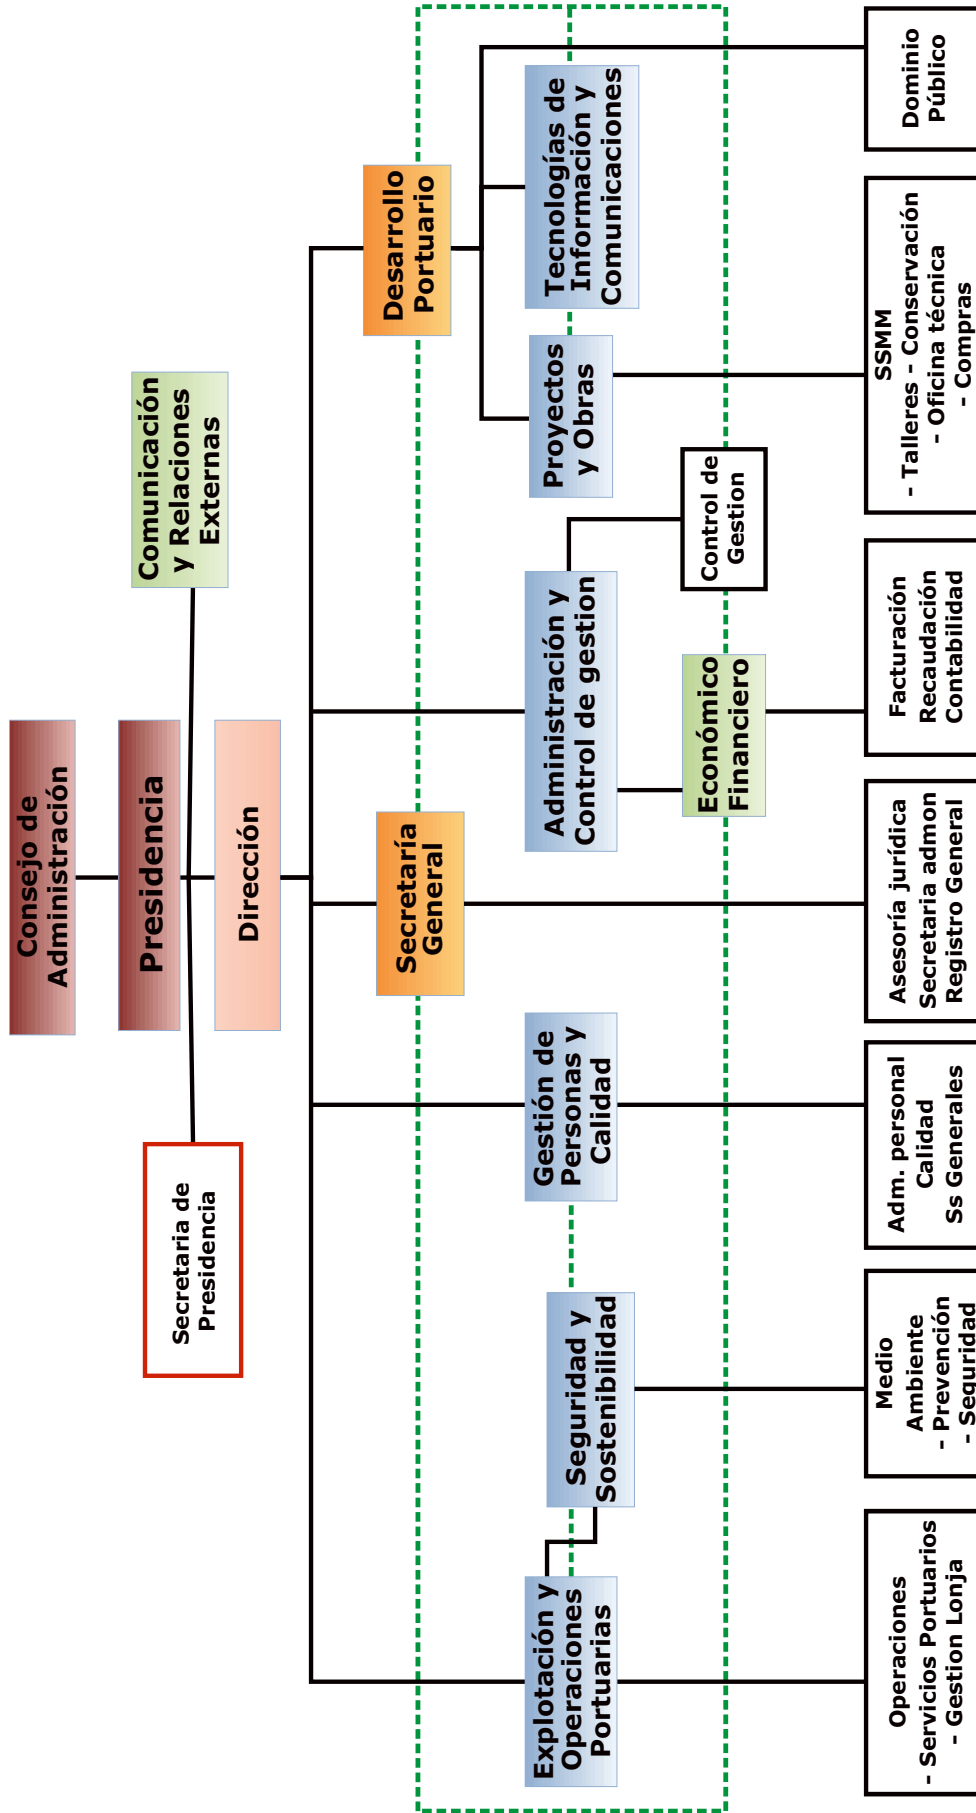 Consejo de
Administración
Presidencia
Secretaria de
Presidencia
Comunicación
y Relaciones
Externas
Dirección
Secretaría
General
Desarrollo
Portuario
Explotación y
Operaciones
Portuarias
Seguridad y
Sostenibilidad
Gestión de
Personas y
Calidad
Administración y
Control de gestion
Proyectos
y Obras
Tecnologías de
Información y
Comunicaciones
Económico
Financiero
Control de
Gestion
Operaciones
- Servicios Portuarios
- Gestion Lonja
Medio
Ambiente
- Prevención
- Seguridad
Adm. personal
Calidad
Ss Generales
Asesoría jurídica
Secretaria admon
Registro General
Facturación
Recaudación
Contabilidad
SSMM
- Talleres - Conservación
- Oficina técnica
- Compras
Dominio
Público